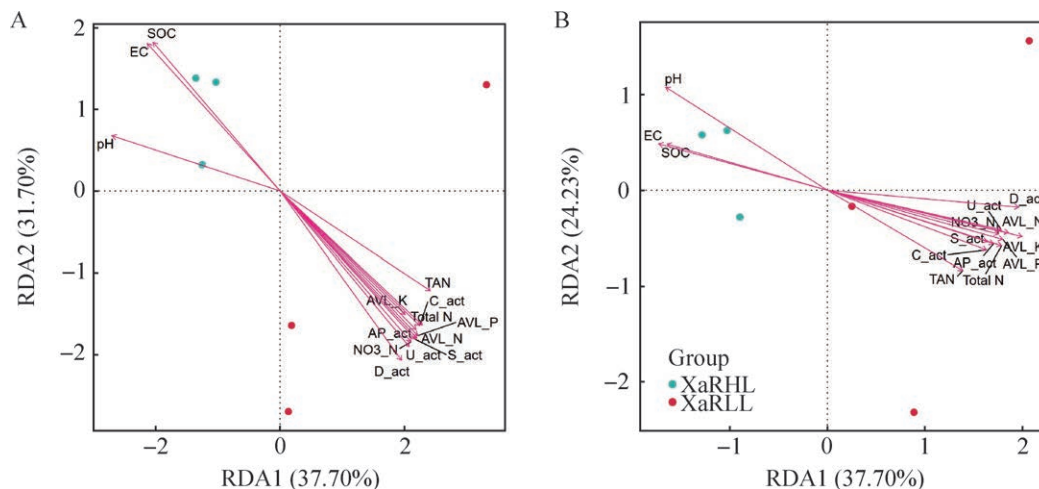 A
RDA2 (31.70%)
2
1
0
−1
−2
SOC
EC
pH
TAN
AVL_K
C_act
Total N
AVL_P
AP_act
AVL_N
NO3_N
U_act
S_act
D_act
−2
0
2
RDA1 (37.70%)
B
RDA2 (24.23%)
1
0
−1
−2
pH
EC
SOC
D_act
U_act
NO3_N
AVL_N
S_act
AVL_K
C_act
AP_act
AVL_P
TAN
Total N
Group
XaRHL
XaRLL
−1
0
1
2
RDA1 (37.70%)